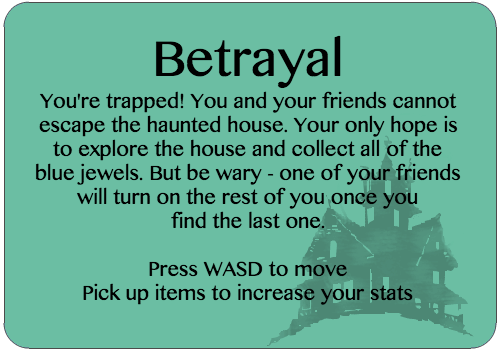 Betrayal
You're trapped! You and your friends cannot
escape the haunted house. Your only hope is
to explore the house and collect all of the
blue jewels. But be wary - one of your friends
will turn on the rest of you once you
find the last one.
Press WASD to move
Pick up items to increase your stats